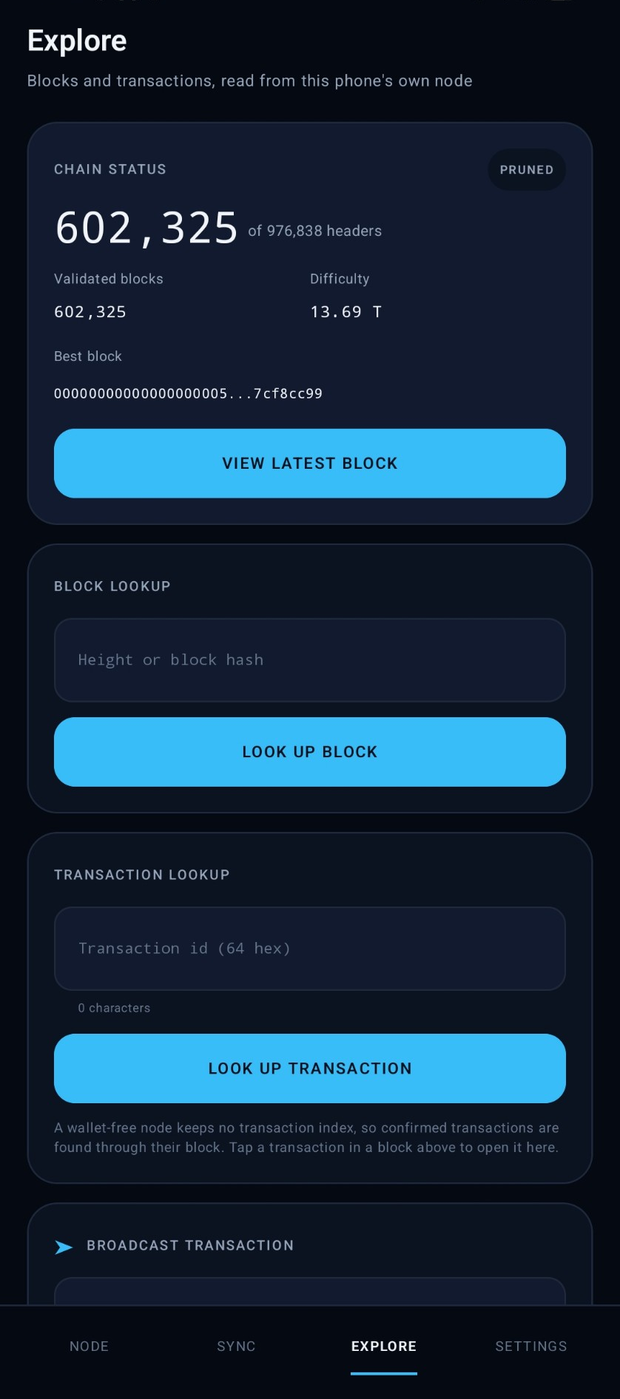 Explore
Blocks and transactions, read from this phone's own node
CHAIN STATUS
PRUNED
602,325 of 976,838 headers
Validated blocks
Difficulty
602,325
13.69 T
Best block
00000000000000000005...7cf8cc99
VIEW LATEST BLOCK
BLOCK LOOKUP
Height or block hash
LOOK UP BLOCK
TRANSACTION LOOKUP
Transaction id (64 hex)
0 characters
LOOK UP TRANSACTION
A wallet-free node keeps no transaction index, so confirmed transactions are
found through their block. Tap a transaction in a block above to open it here.
BROADCAST TRANSACTION
NODE
SYNC
EXPLORE
SETTINGS